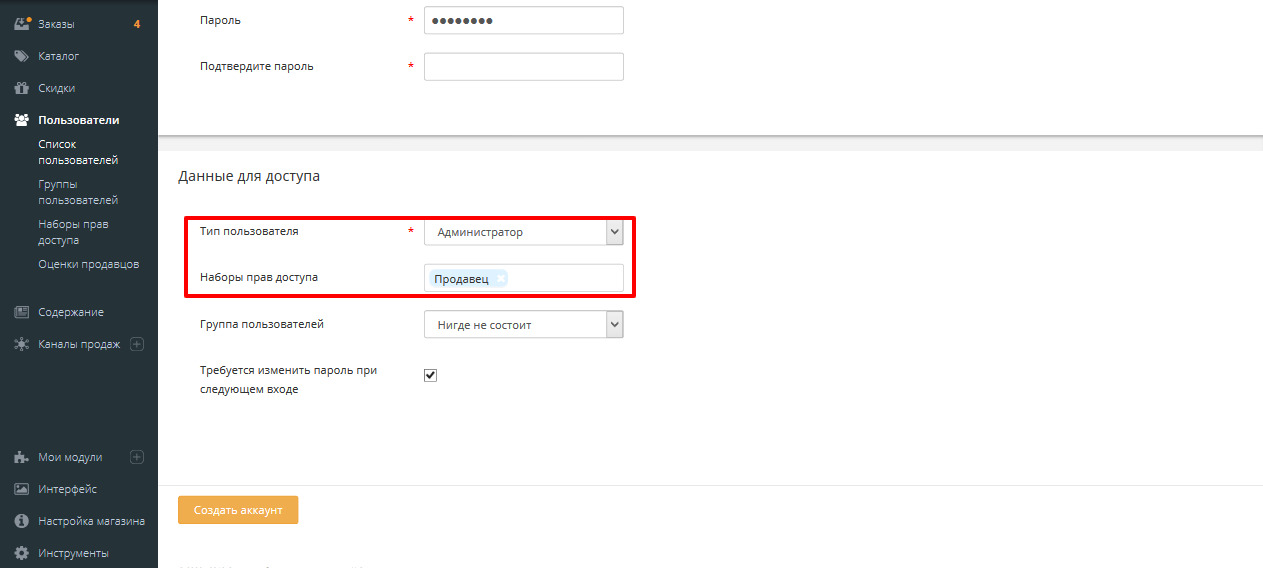 Заказы 4
Каталог
Скидки
Пользователи
Список
пользователей
Группы
пользователей
Наборы прав
доступа
Оценки продавцов
Содержание
Каналы продаж
Мои модули
Интерфейс
Настройка магазина
Инструменты
Пароль *
Подтвердите пароль *
Данные для доступа
Тип пользователя * Администратор
Наборы прав доступа Продавец
Группа пользователей Нигде не состоит
Требуется изменить пароль при
следующем входе
Создать аккаунт